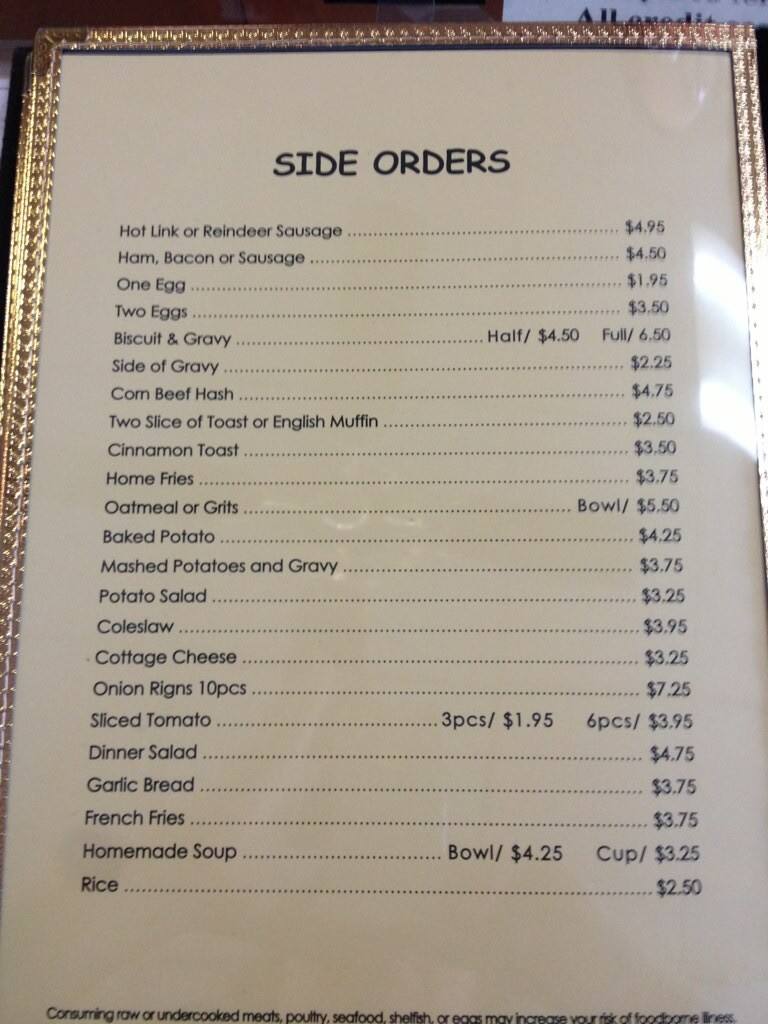 All credit
SIDE ORDERS
Hot Link or Reindeer Sausage $4.95
Ham, Bacon or Sausage $4.50
One Egg $1.95
Two Eggs $3.50
Biscuit & Gravy Half/ $4.50 Full/ 6.50
Side of Gravy $2.25
Corn Beef Hash $4.75
Two Slice of Toast or English Muffin $2.50
Cinnamon Toast $3.50
Home Fries $3.75
Oatmeal or Grits Bowl/ $5.50
Baked Potato $4.25
Mashed Potatoes and Gravy $3.75
Potato Salad $3.25
Coleslaw $3.95
Cottage Cheese $3.25
Onion Rigns 10pcs $7.25
Sliced Tomato 3pcs/ $1.95 6pcs/ $3.95
Dinner Salad $4.75
Garlic Bread $3.75
French Fries $3.75
Homemade Soup Bowl/ $4.25 Cup/ $3.25
Rice $2.50
Consuming raw or undercooked meats, poultry, seafood, shelfish, or eggs may increase your risk of foodborne illness.